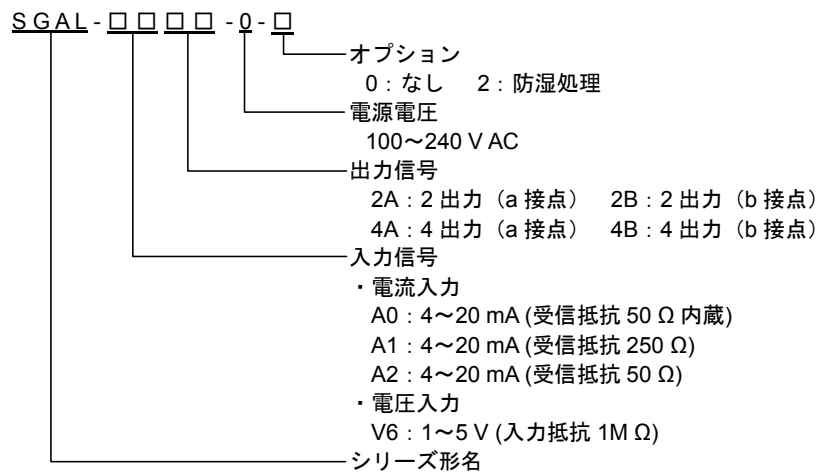 SGAL-□□□□-0-□
オプション
0：なし 2：防湿処理
電源電圧
100～240 V AC
出力信号
2A：2 出力（a 接点） 2B：2 出力（b 接点）
4A：4 出力（a 接点） 4B：4 出力（b 接点）
入力信号
・電流入力
A0：4～20 mA (受信抵抗 50 Ω 内蔵)
A1：4～20 mA (受信抵抗 250 Ω)
A2：4～20 mA (受信抵抗 50 Ω)
・電圧入力
V6：1～5 V (入力抵抗 1M Ω)
シリーズ形名